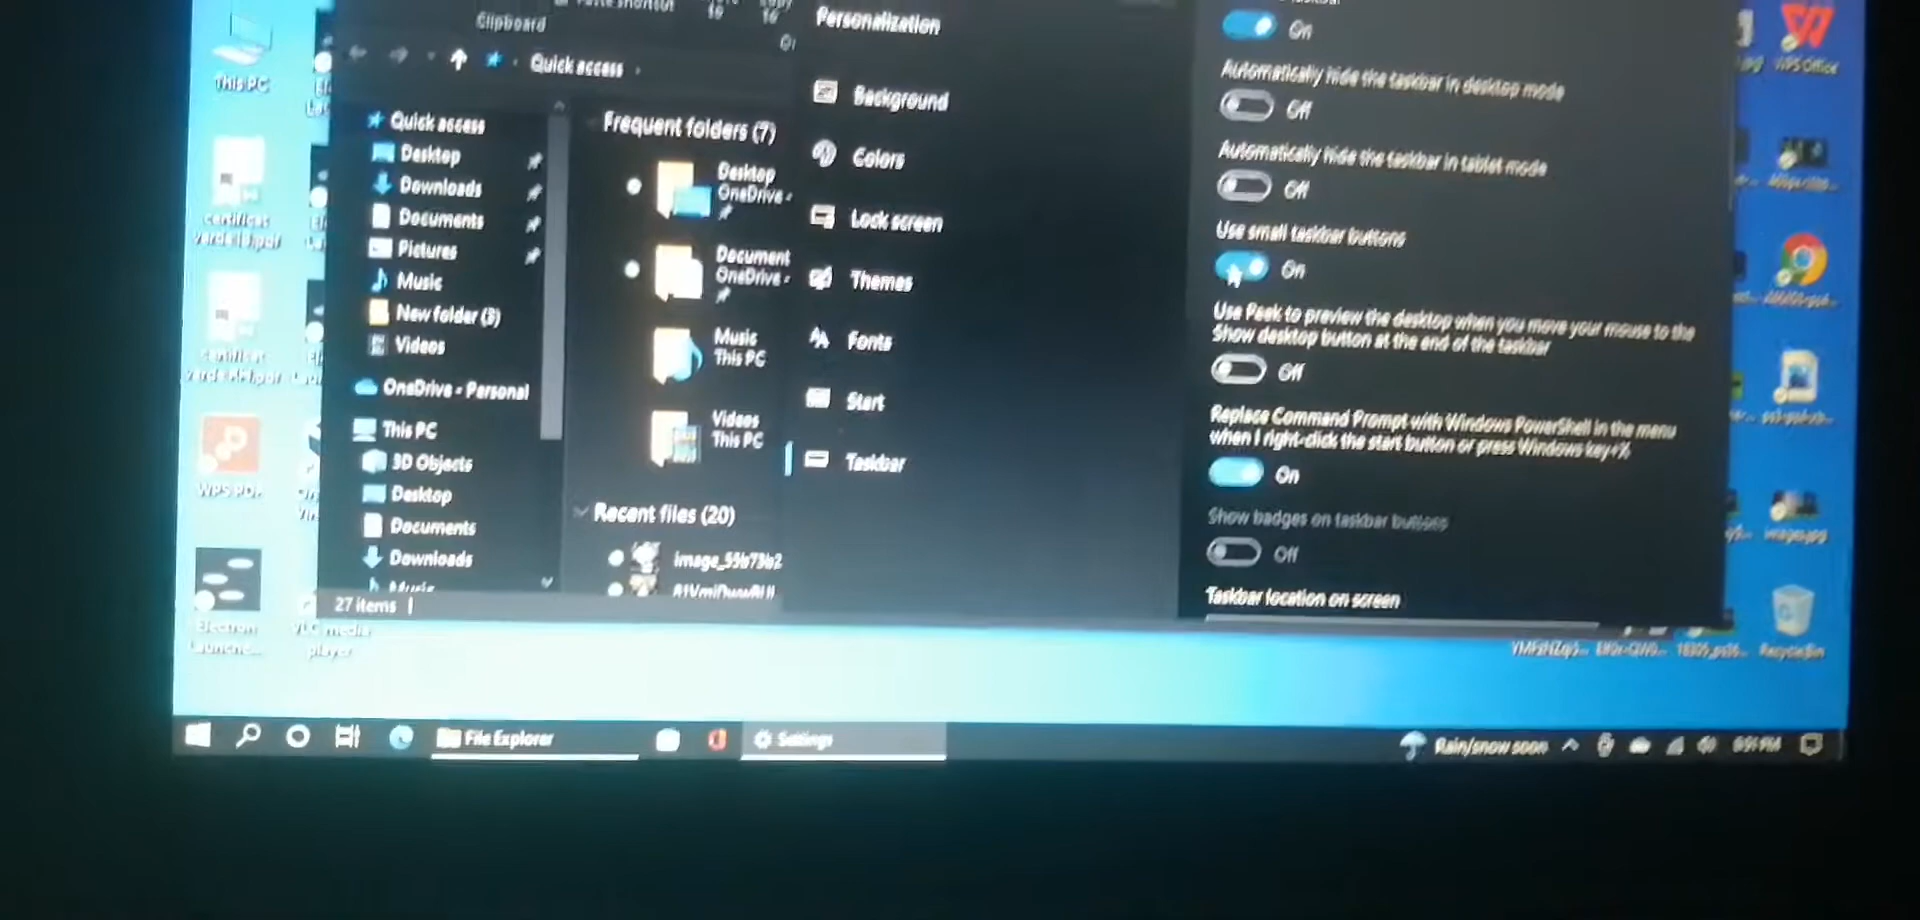 Clipboard
Quick access
Quick access
Desktop
Downloads
Documents
Pictures
Music
New folder (3)
Videos
OneDrive - Personal
This PC
3D Objects
Desktop
Documents
Downloads
Music
27 items
Frequent folders (7)
Desktop
OneDrive -
Document
OneDrive -
Music
This PC
Videos
This PC
Recent files (20)
Personalization
Background
Colors
Lock screen
Themes
Fonts
Start
Taskbar
On
Automatically hide the taskbar in desktop mode
Off
Automatically hide the taskbar in tablet mode
Off
Use small taskbar buttons
On
Use Peek to preview the desktop when you move your mouse to the
Show desktop button at the end of the taskbar
Off
Replace Command Prompt with Windows PowerShell in the menu
when I right-click the start button or press Windows key+X
On
Show badges on taskbar buttons
Off
Taskbar location on screen
This PC
WPS PDF
Electron
Launche...
VLC media
player
WPS Office
Recycle Bin
File Explorer
Settings
Rain/snow soon